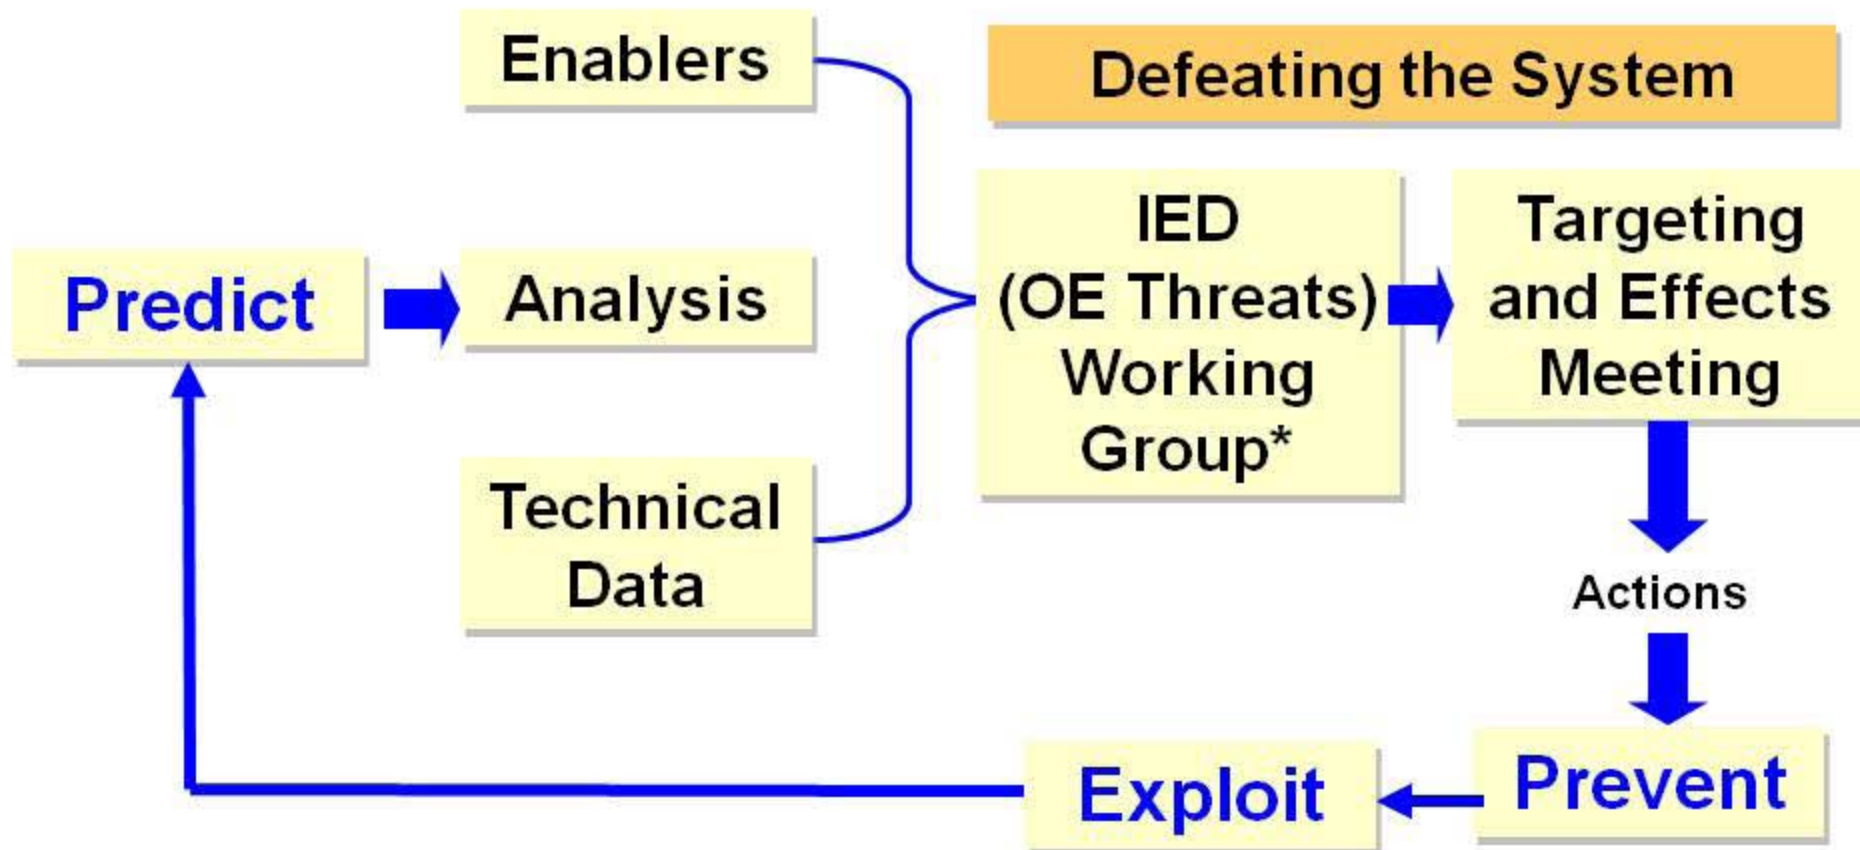 Enablers
Defeating the System
Predict
Analysis
Technical
Data
IED
(OE Threats)
Working
Group*
Targeting
and Effects
Meeting
Actions
Prevent
Exploit